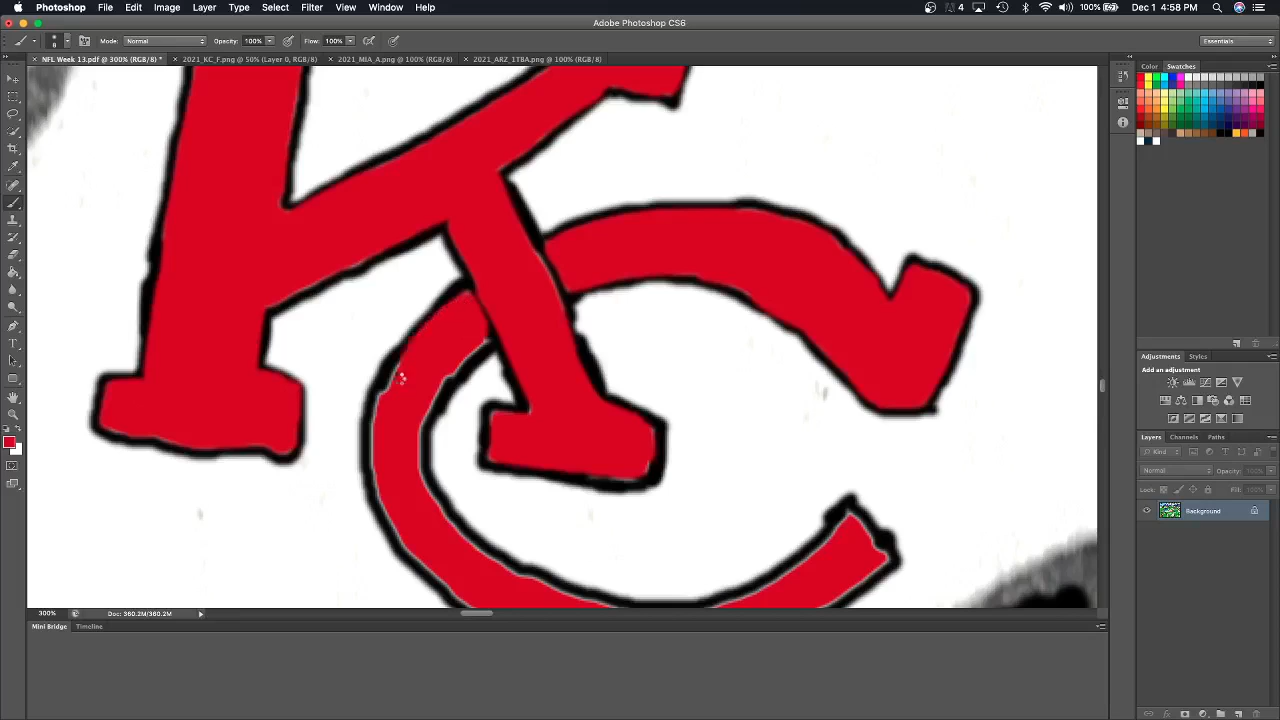 Photoshop File Edit Image Layer Type Select Filter View Window Help 4 100% Dec 1 4:58 PM
Adobe Photoshop CS6
8 Mode: Normal Opacity: 100% Flow: 100% Essentials
NFL Week 13.pdf @ 300% (RGB/8) * 2021_KC_F.png @ 50% (Layer 0, RGB/8) 2021_MIA_A.png @ 100% (RGB/8) 2021_ARZ_1TBA.png @ 100% (RGB/8)
Color Swatches
KC
Adjustments Styles
Add an adjustment
Layers Channels Paths
Kind
Normal Opacity: 100%
Lock: Fill: 100%
Background
300% Doc: 360.2M/360.2M
Mini Bridge Timeline